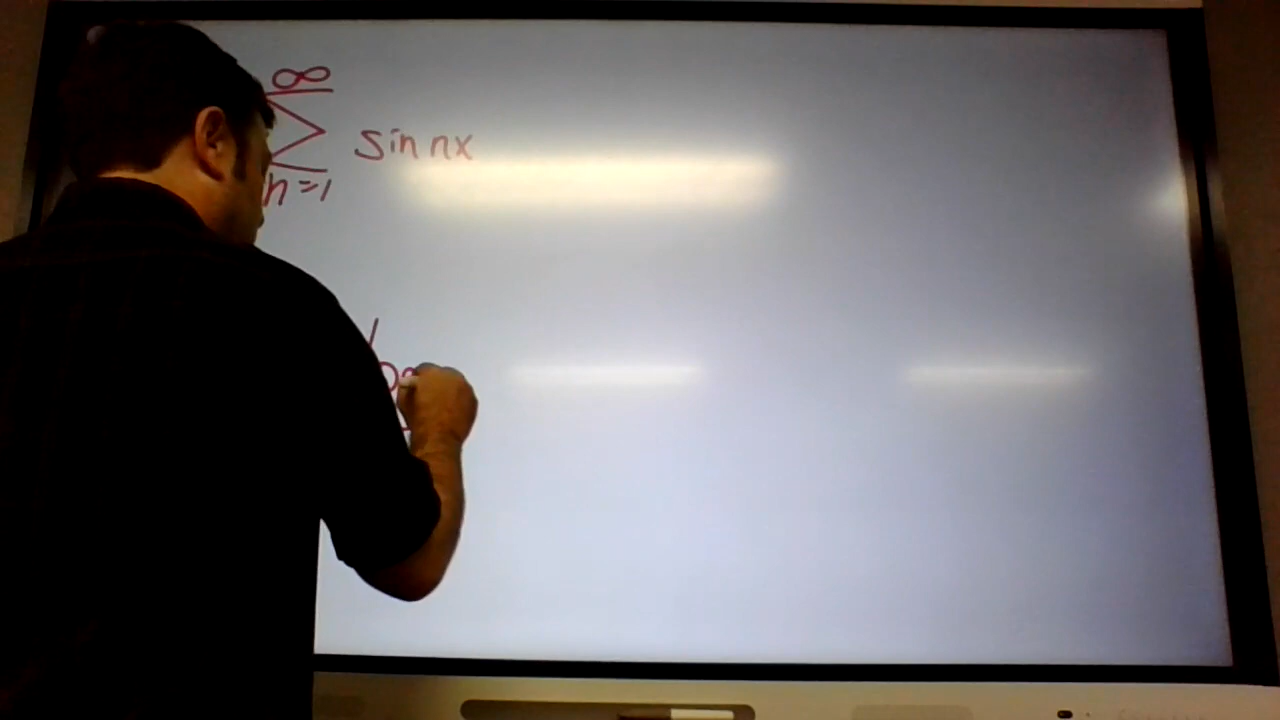 ∞
∑ sin nx
n=1